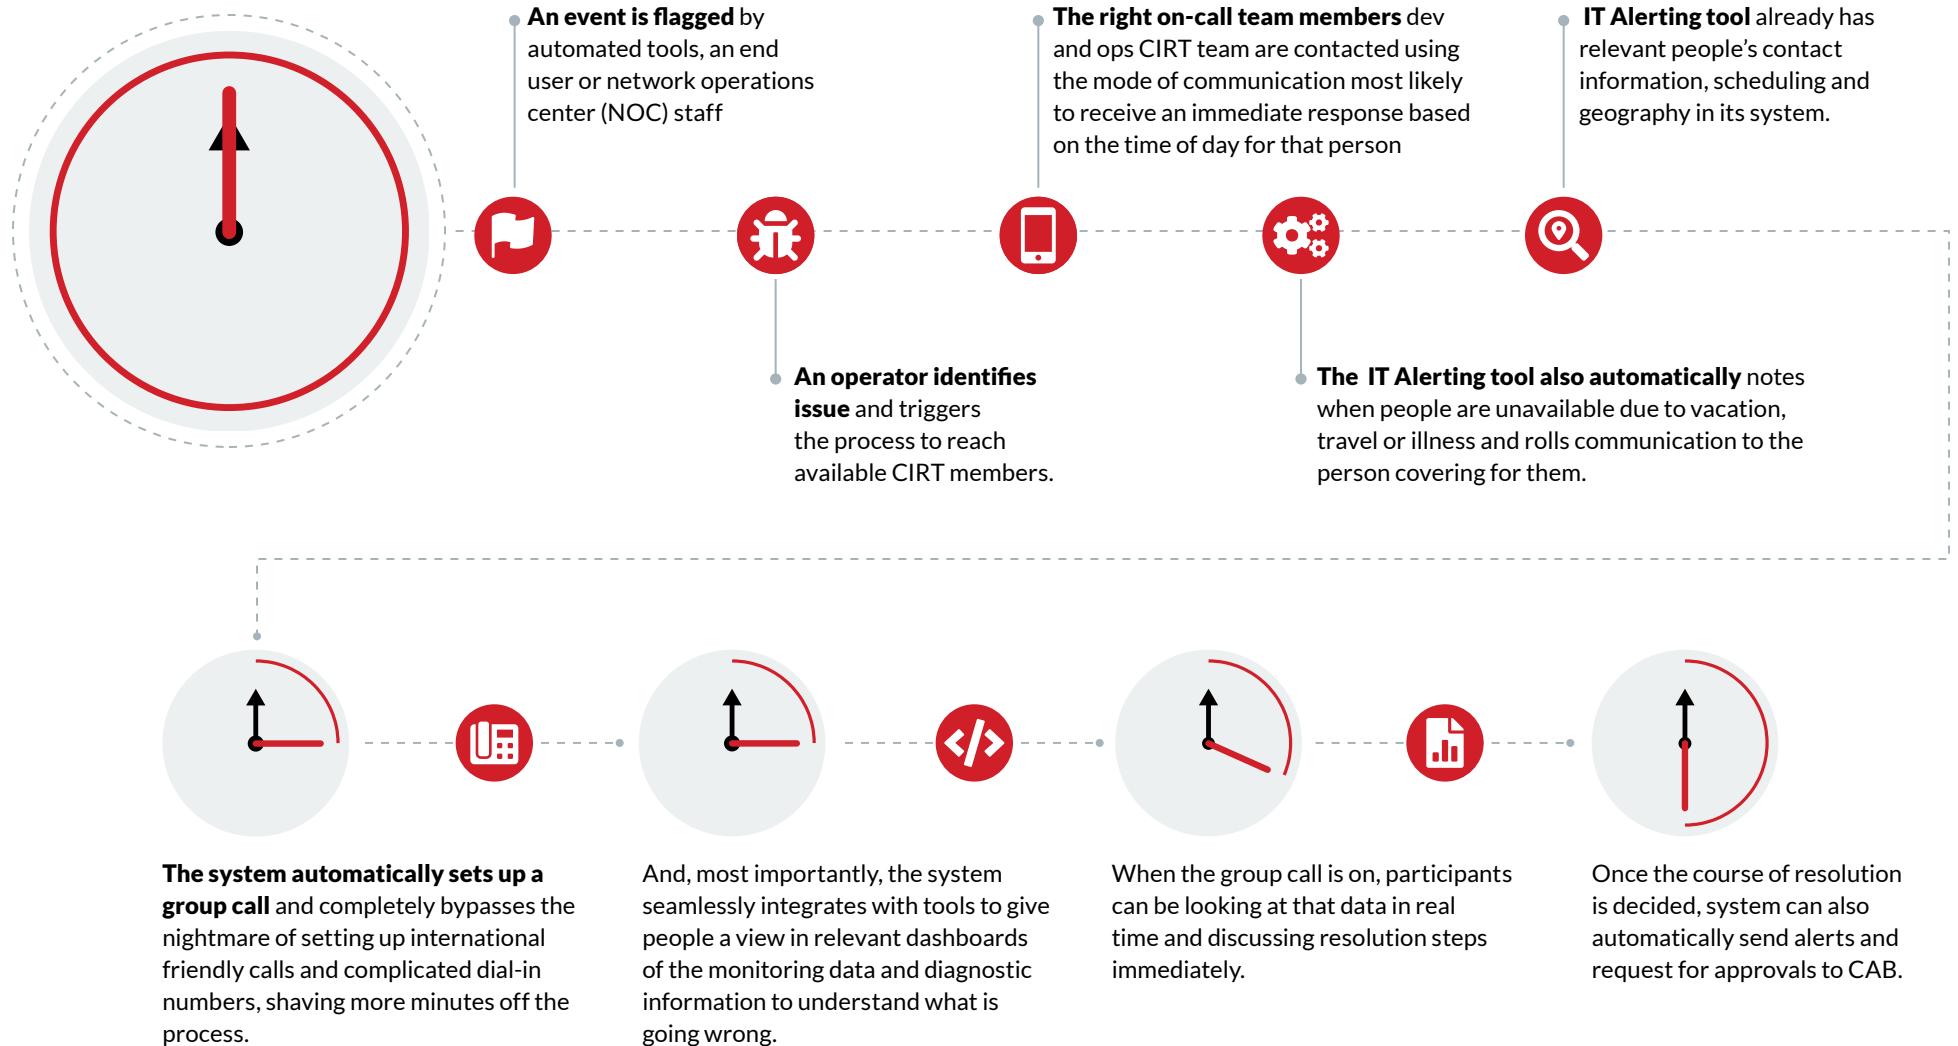 An event is flagged by
automated tools, an end
user or network operations
center (NOC) staff
An operator identifies
issue and triggers
the process to reach
available CIRT members.
The right on-call team members dev
and ops CIRT team are contacted using
the mode of communication most likely
to receive an immediate response based
on the time of day for that person
The IT Alerting tool also automatically notes
when people are unavailable due to vacation,
travel or illness and rolls communication to the
person covering for them.
IT Alerting tool already has
relevant people’s contact
information, scheduling and
geography in its system.
The system automatically sets up a
group call and completely bypasses the
nightmare of setting up international
friendly calls and complicated dial-in
numbers, shaving more minutes off the
process.
And, most importantly, the system
seamlessly integrates with tools to give
people a view in relevant dashboards
of the monitoring data and diagnostic
information to understand what is
going wrong.
When the group call is on, participants
can be looking at that data in real
time and discussing resolution steps
immediately.
Once the course of resolution
is decided, system can also
automatically send alerts and
request for approvals to CAB.